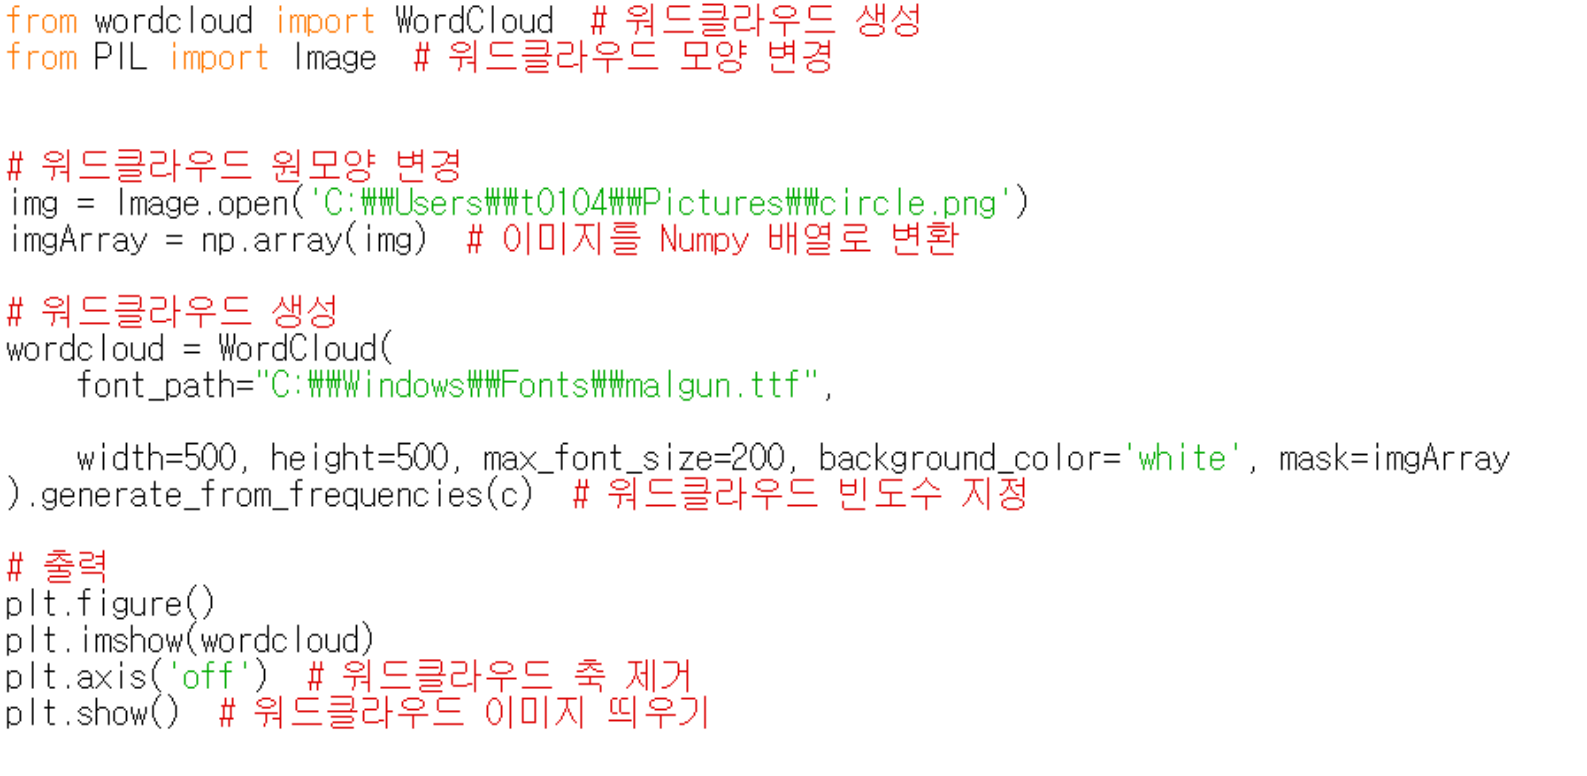 from wordcloud import WordCloud  # 워드클라우드 생성
from PIL import Image  # 워드클라우드 모양 변경
# 워드클라우드 원모양 변경
img = Image.open('C:₩₩Users₩₩t0104₩₩Pictures₩₩circle.png')
imgArray = np.array(img)  # 이미지를 Numpy 배열로 변환
# 워드클라우드 생성
wordcloud = WordCloud(
    font_path="C:₩₩Windows₩₩Fonts₩₩malgun.ttf",
    width=500, height=500, max_font_size=200, background_color='white', mask=imgArray
).generate_from_frequencies(c)  # 워드클라우드 빈도수 지정
# 출력
plt.figure()
plt.imshow(wordcloud)
plt.axis('off')  # 워드클라우드 축 제거
plt.show()  # 워드클라우드 이미지 띄우기